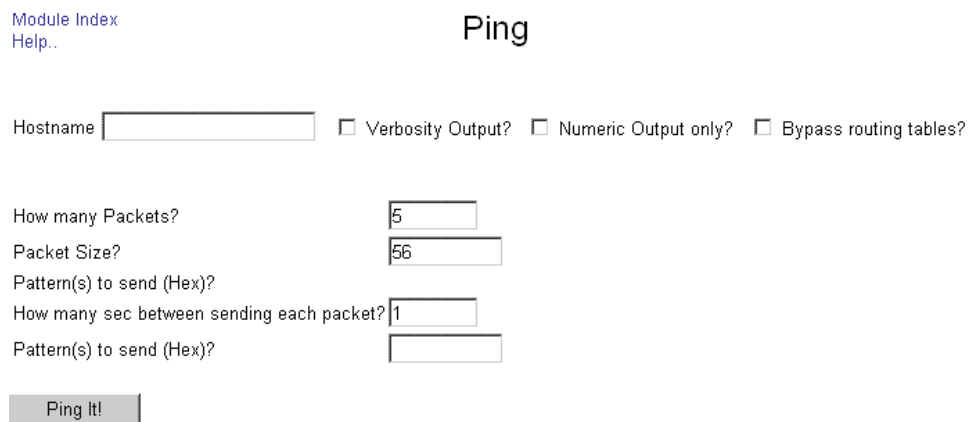 Module Index
Help..
Ping
Hostname
Verbosity Output?
Numeric Output only?
Bypass routing tables?
How many Packets? 5
Packet Size? 56
Pattern(s) to send (Hex)?
How many sec between sending each packet? 1
Pattern(s) to send (Hex)?
Ping It!